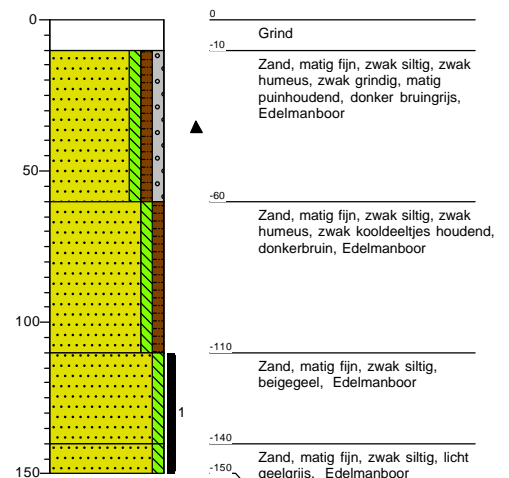 0
0
Grind
-10
Zand, matig fijn, zwak siltig, zwak
humeus, zwak grindig, matig
puinhoudend, donker bruingrijs,
Edelmanboor
50
-60
Zand, matig fijn, zwak siltig, zwak
humeus, zwak kooldeeltjes houdend,
donkerbruin, Edelmanboor
100
-110
Zand, matig fijn, zwak siltig,
beigegeel, Edelmanboor
1
-140
Zand, matig fijn, zwak siltig, licht
geelgrijs, Edelmanboor
150
-150